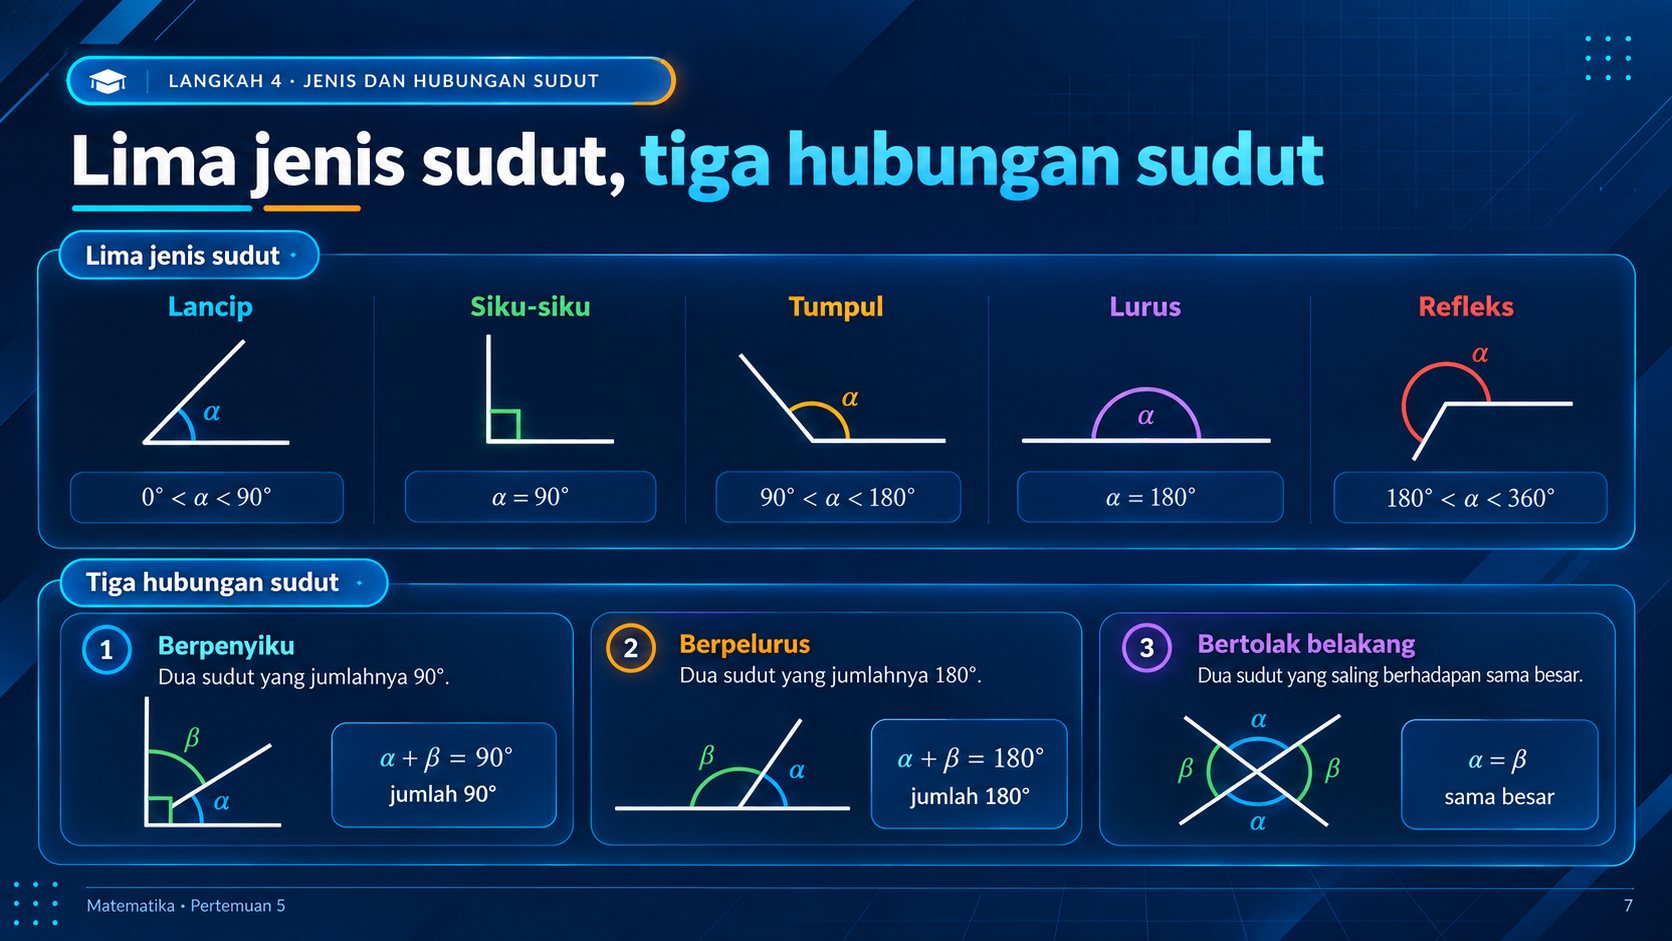 LANGKAH 4 · JENIS DAN HUBUNGAN SUDUT
Lima jenis sudut, tiga hubungan sudut
Lima jenis sudut
Lancip
α
0° < α < 90°
Siku-siku
α = 90°
Tumpul
α
90° < α < 180°
Lurus
α
α = 180°
Refleks
α
180° < α < 360°
Tiga hubungan sudut
1
Berpenyiku
Dua sudut yang jumlahnya 90°.
β
α
α + β = 90°
jumlah 90°
2
Berpelurus
Dua sudut yang jumlahnya 180°.
β
α
α + β = 180°
jumlah 180°
3
Bertolak belakang
Dua sudut yang saling berhadapan sama besar.
α
β
β
α
α = β
sama besar
Matematika • Pertemuan 5
7